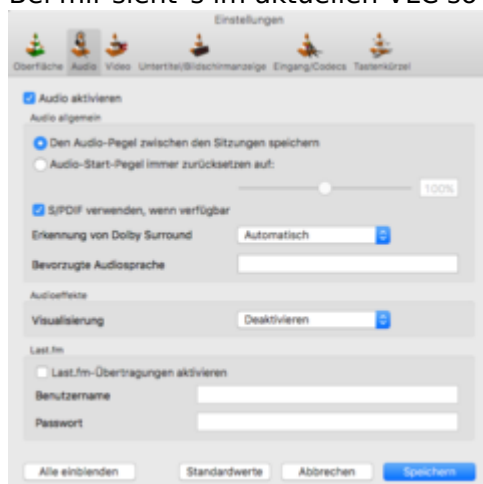 Bei mir sieht's im aktuellen VLC so
Einstellungen
Oberfläche Audio Video Untertitel/Bildschirmanzeige Eingang/Codecs Tastenkürzel
Audio aktivieren
Audio allgemein
Den Audio-Pegel zwischen den Sitzungen speichern
Audio-Start-Pegel immer zurücksetzen auf:
100%
S/PDIF verwenden, wenn verfügbar
Erkennung von Dolby Surround Automatisch
Bevorzugte Audiosprache
Audioeffekte
Visualisierung Deaktivieren
Last.fm
Last.fm-Übertragungen aktivieren
Benutzername
Passwort
Alle einblenden Standardwerte Abbrechen Speichern